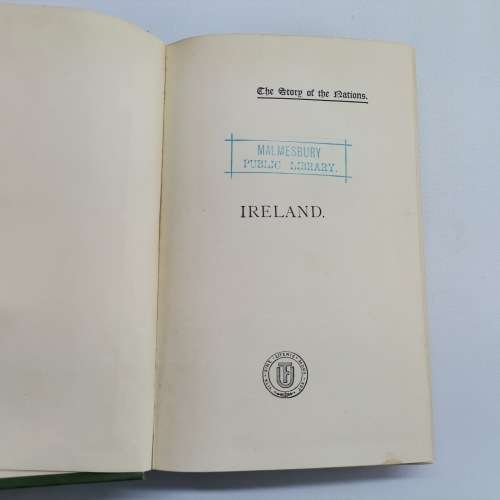 The Story of the Nations.
MALMESBURY
PUBLIC LIBRARY.
IRELAND.